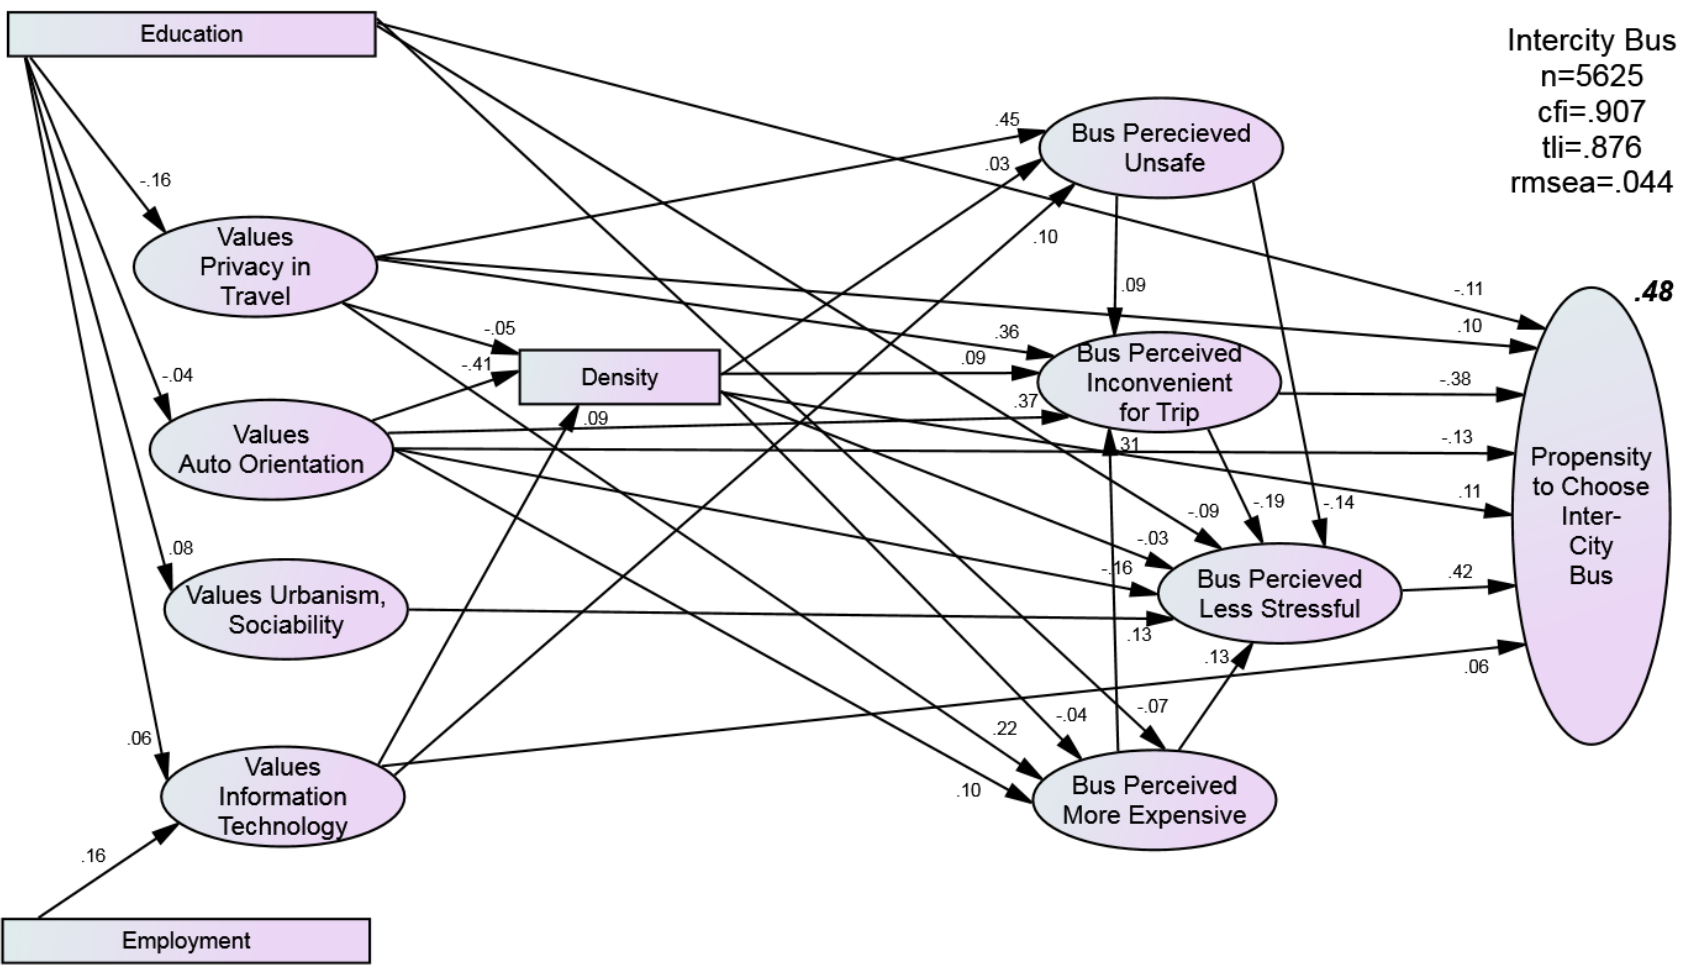 Education
Intercity Bus
n=5625
cfi=.907
tli=.876
rmsea=.044
.45
Bus Perecieved
Unsafe
.03
-.16
Values
Privacy in
Travel
.10
.09
-.11
.48
.10
-.05
.36
Density
.09
Bus Perceived
Inconvenient
for Trip
-.38
-.41
-.04
.37
.09
Values
Auto Orientation
.31
-.13
Propensity
to Choose
Inter-
City
Bus
.11
-.09
-.19
-.14
-.03
-.16
.08
Values Urbanism,
Sociability
Bus Percieved
Less Stressful
.42
.13
.13
.06
-.07
-.04
.22
.06
Values
Information
Technology
.10
Bus Perceived
More Expensive
.16
Employment